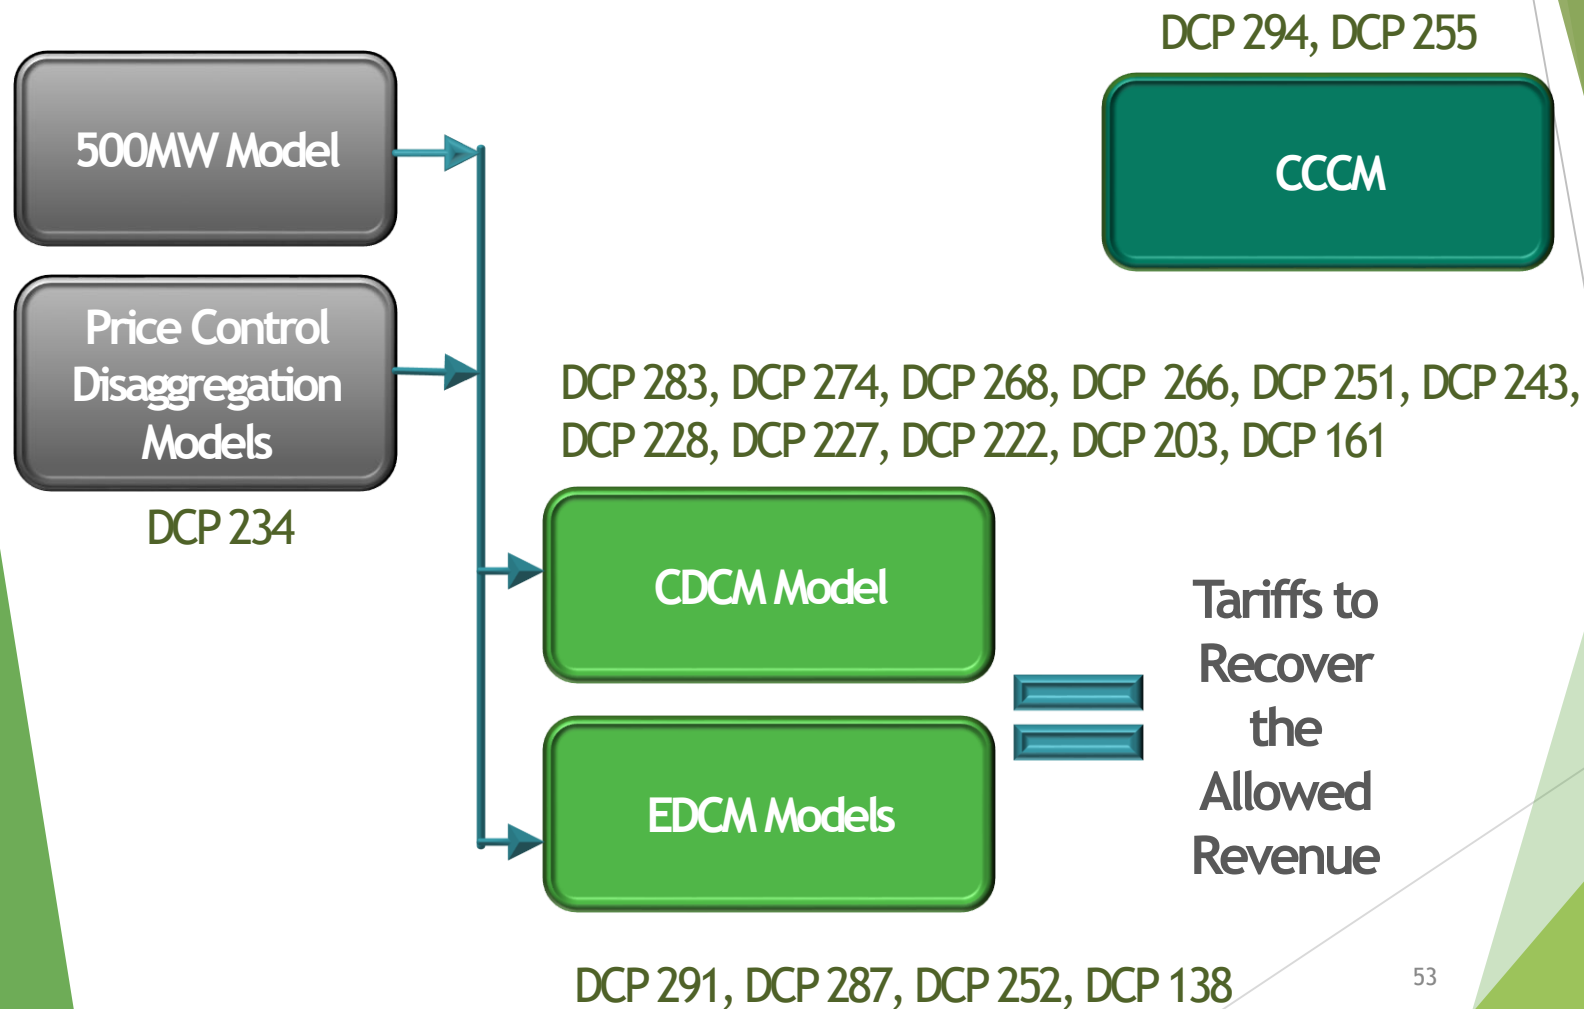 DCP 294, DCP 255
500MW Model
CCCM
Price Control
Disaggregation
Models
DCP 234
DCP 283, DCP 274, DCP 268, DCP 266, DCP 251, DCP 243,
DCP 228, DCP 227, DCP 222, DCP 203, DCP 161
CDCM Model
EDCM Models
Tariffs to
Recover
the
Allowed
Revenue
DCP 291, DCP 287, DCP 252, DCP 138
53